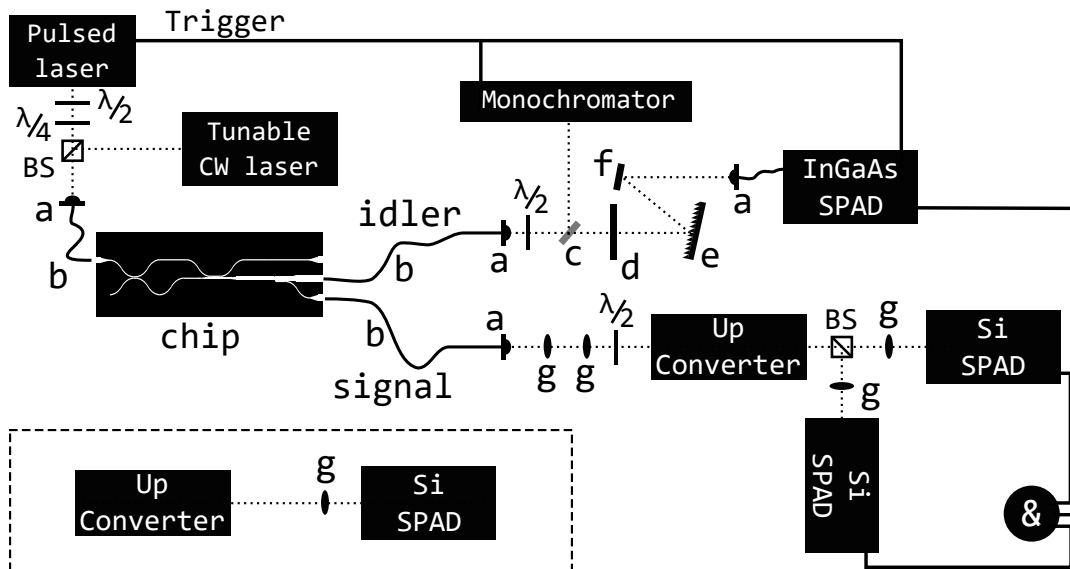 Trigger
Pulsed
laser
λ/2
λ/4
BS
Tunable
CW laser
a
b
Monochromator
idler
b
a
λ/2
c
d
e
f
a
InGaAs
SPAD
chip
b
signal
a
g
g
λ/2
Up
Converter
BS
g
Si
SPAD
g
Si
SPAD
&
Up
Converter
g
Si
SPAD